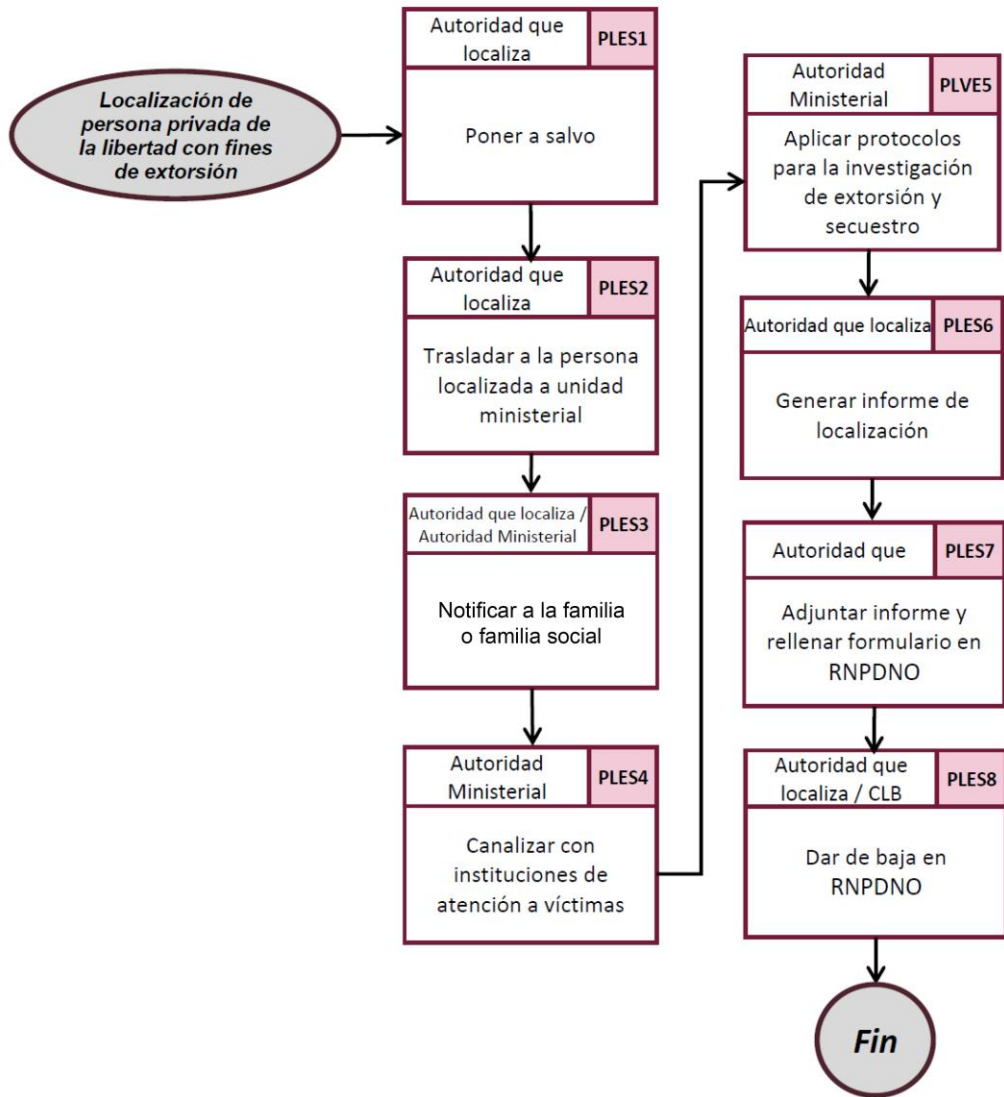 Localización de
persona privada de
la libertad con fines
de extorsión
Autoridad que
localiza
PLES1
Poner a salvo
Autoridad que
localiza
PLES2
Trasladar a la persona
localizada a unidad
ministerial
Autoridad que localiza /
Autoridad Ministerial
PLES3
Notificar a la familia
o familia social
Autoridad
Ministerial
PLES4
Canalizar con
instituciones de
atención a víctimas
Autoridad
Ministerial
PLVE5
Aplicar protocolos
para la investigación
de extorsión y
secuestro
Autoridad que localiza
PLES6
Generar informe de
localización
Autoridad que
PLES7
Adjuntar informe y
rellenar formulario en
RNPDNO
Autoridad que
localiza / CLB
PLES8
Dar de baja en
RNPDNO
Fin